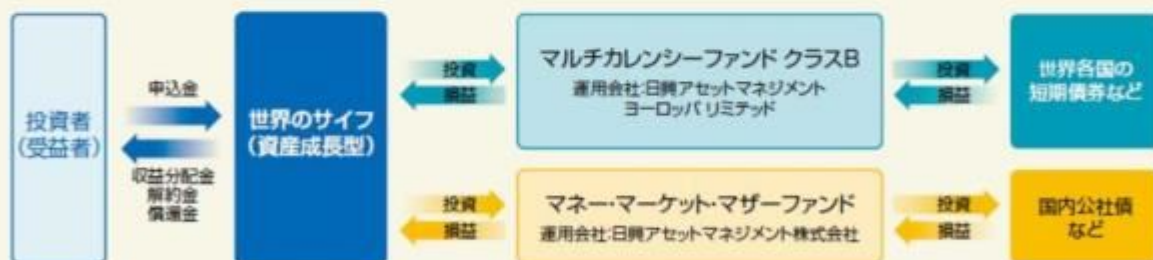 投資者
(受益者)
申込金
収益分配金
解約金
償還金
世界のサイフ
(資産成長型)
投資
損益
マルチカレンシーファンド クラスB
運用会社:日興アセットマネジメント
ヨーロッパ リミテッド
投資
損益
世界各国の
短期債券など
投資
損益
マネー・マーケット・マザーファンド
運用会社:日興アセットマネジメント株式会社
投資
損益
国内公社債
など